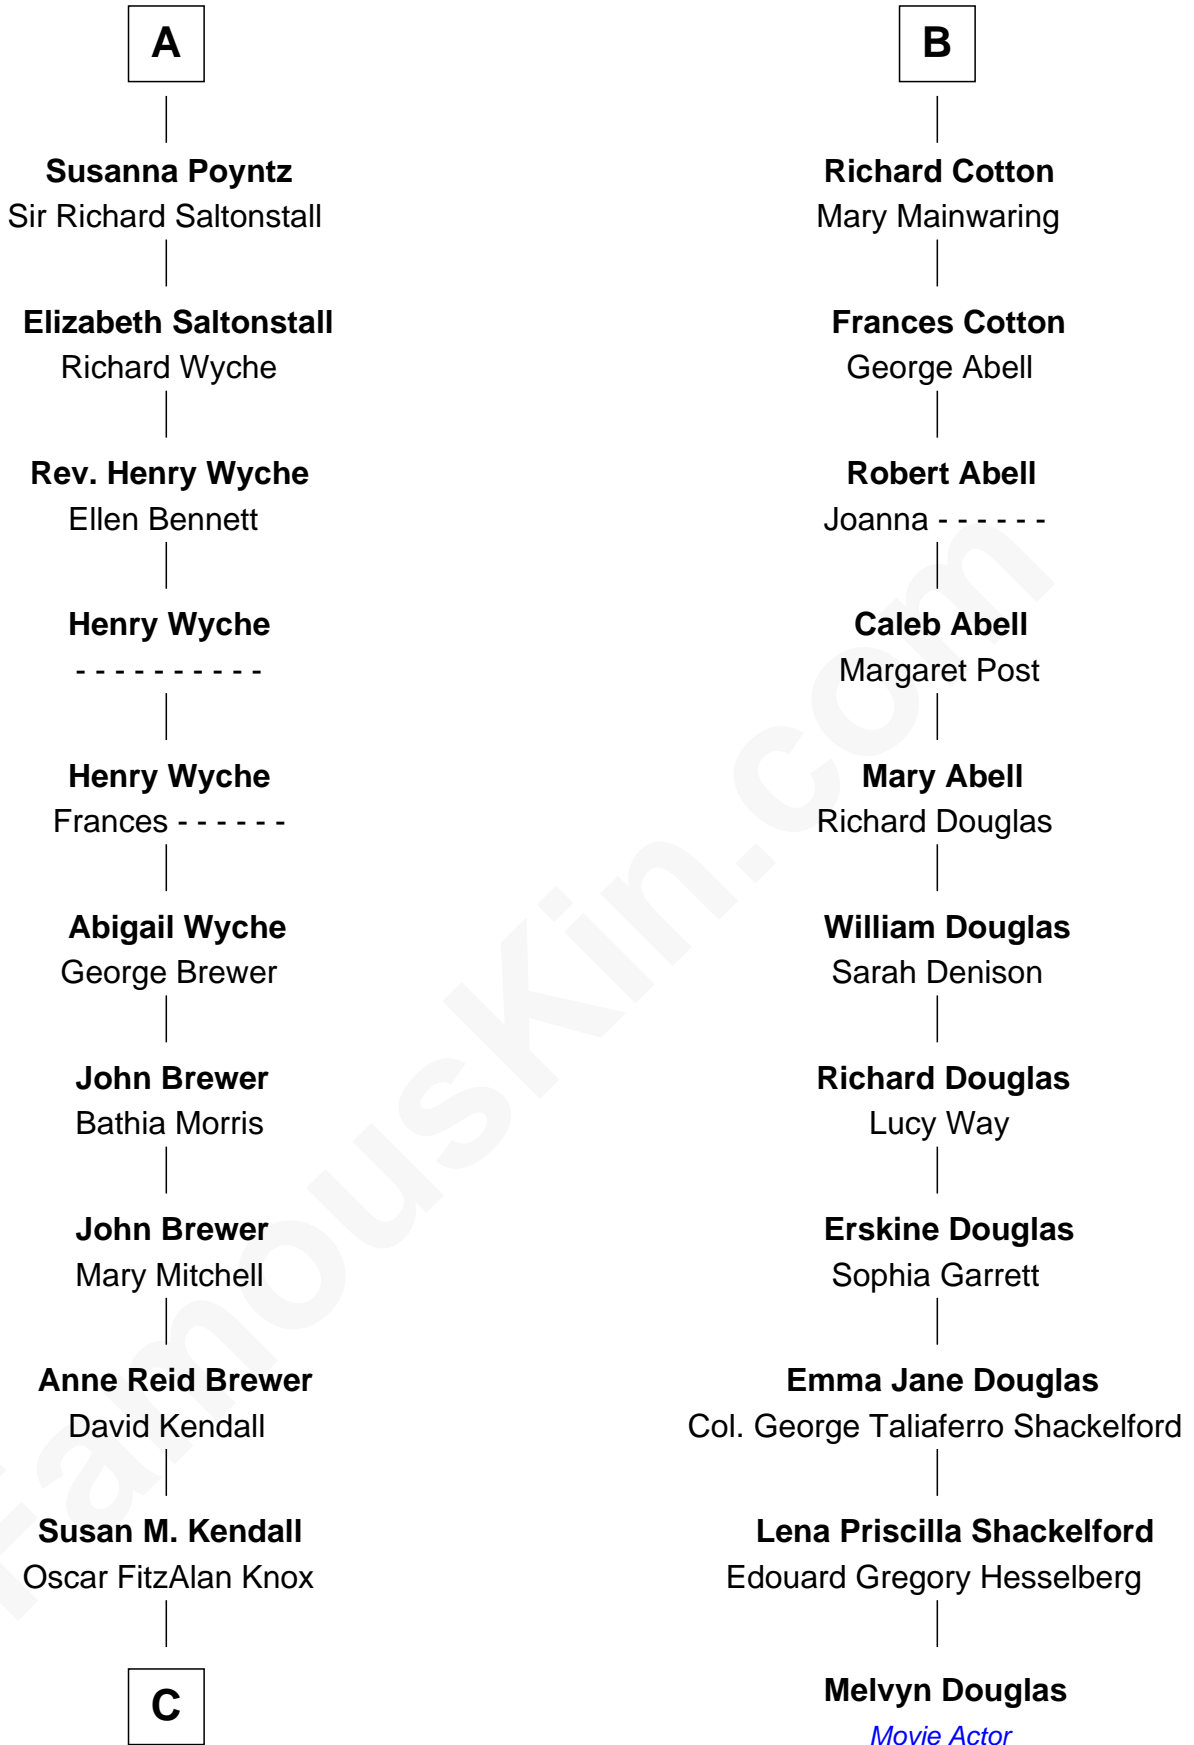 A
Susanna Poyntz
Sir Richard Saltonstall
Elizabeth Saltonstall
Richard Wyche
Rev. Henry Wyche
Ellen Bennett
Henry Wyche
- - - - - - - - - -
Henry Wyche
Frances - - - - - -
Abigail Wyche
George Brewer
John Brewer
Bathia Morris
John Brewer
Mary Mitchell
Anne Reid Brewer
David Kendall
Susan M. Kendall
Oscar FitzAlan Knox
C
B
Richard Cotton
Mary Mainwaring
Frances Cotton
George Abell
Robert Abell
Joanna - - - - - -
Caleb Abell
Margaret Post
Mary Abell
Richard Douglas
William Douglas
Sarah Denison
Richard Douglas
Lucy Way
Erskine Douglas
Sophia Garrett
Emma Jane Douglas
Col. George Taliaferro Shackelford
Lena Priscilla Shackelford
Edouard Gregory Hesselberg
Melvyn Douglas
Movie Actor
FamousKin.com